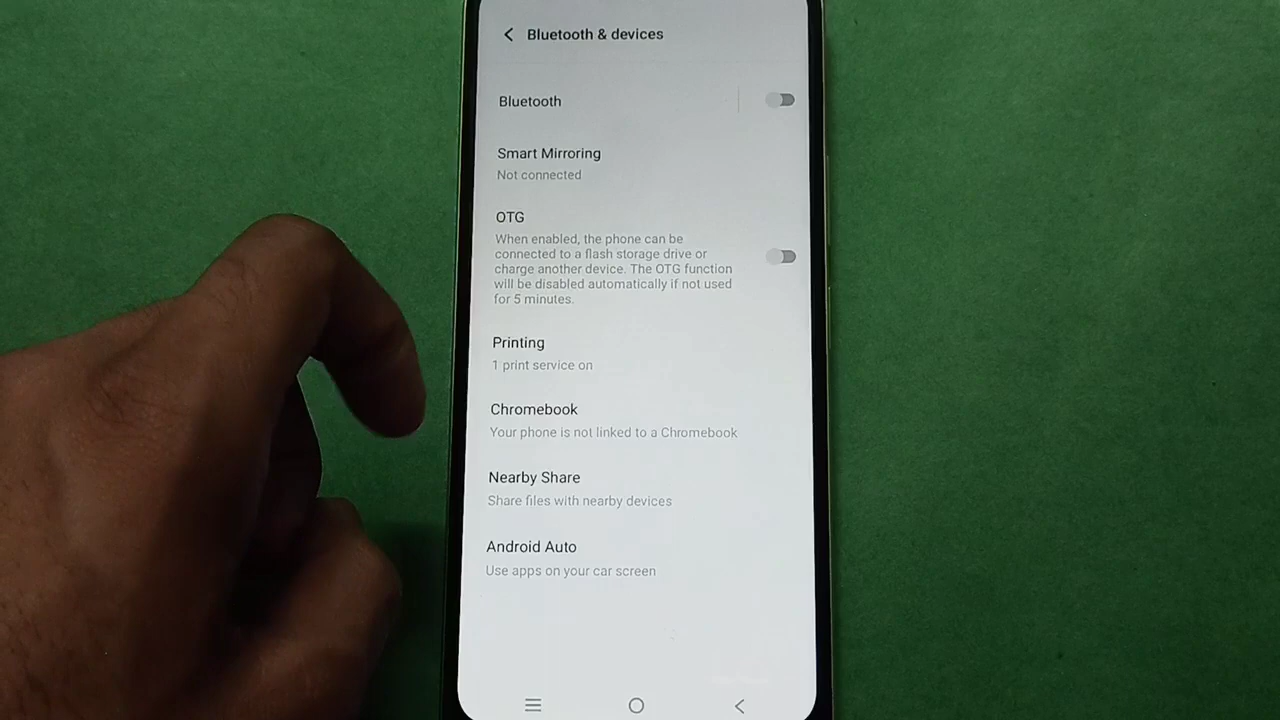 Bluetooth & devices
Bluetooth
Smart Mirroring
Not connected
OTG
When enabled, the phone can be
connected to a flash storage drive or
charge another device. The OTG function
will be disabled automatically if not used
for 5 minutes.
Printing
1 print service on
Chromebook
Your phone is not linked to a Chromebook
Nearby Share
Share files with nearby devices
Android Auto
Use apps on your car screen